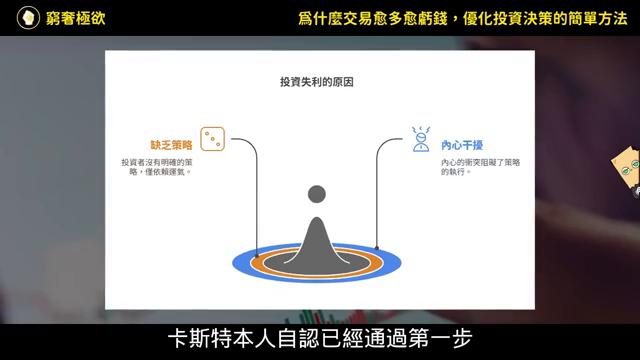 窮奢極欲
為什麼交易愈多愈虧錢，優化投資決策的簡單方法
投資失利的原因
缺乏策略
投資者沒有明確的策
略，僅依賴運氣。
內心干擾
內心的衝突阻礙了策略
的執行。
卡斯特本人自認已經通過第一步